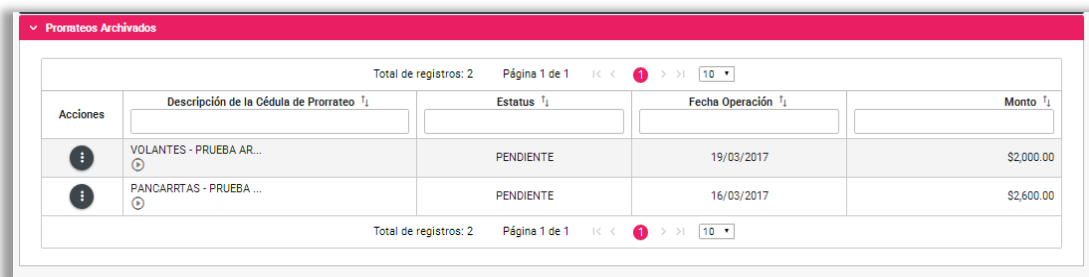 Prorrateos Archivados
Total de registros: 2 Página 1 de 1 1 10
Acciones Descripción de la Cédula de Prorrateo Estatus Fecha Operación Monto
VOLANTES - PRUEBA AR... PENDIENTE 19/03/2017 $2,000.00
PANCARRTAS - PRUEBA ... PENDIENTE 16/03/2017 $2,600.00
Total de registros: 2 Página 1 de 1 1 10